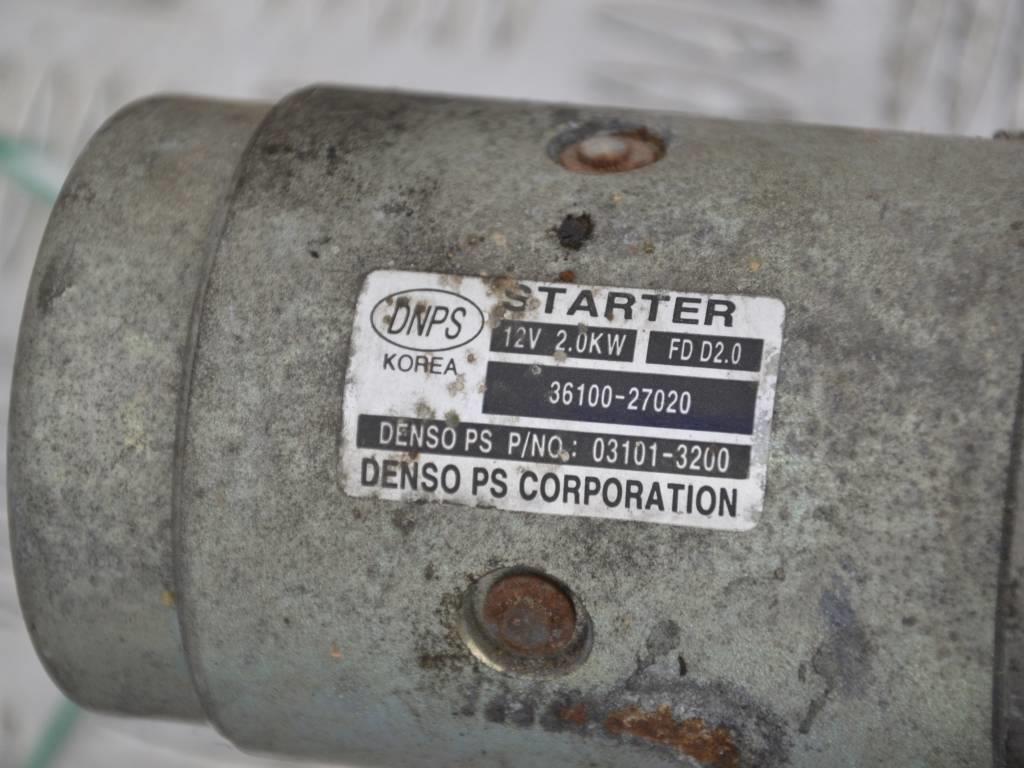 STARTER
DNPS
12V 2.0KW FD D2.0
KOREA
36100-27020
DENSO PS P/NO.: 03101-3200
DENSO PS CORPORATION